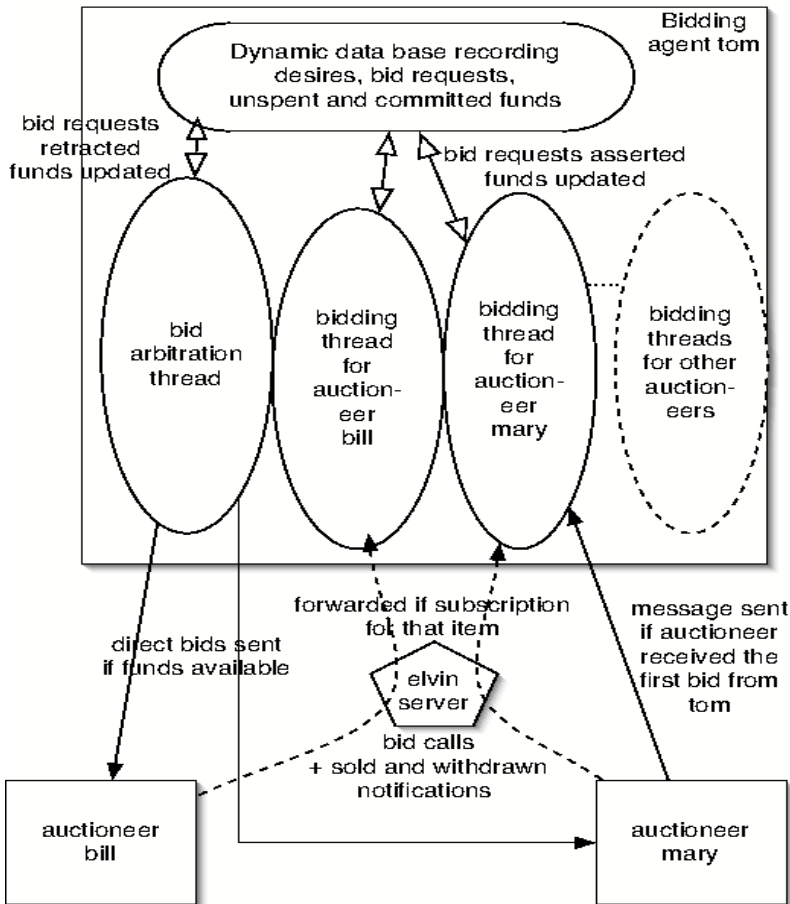 Bidding
agent tom
Dynamic data base recording
desires, bid requests,
unspent and committed funds
bid requests
retracted
funds updated
bid requests asserted
funds updated
bid
arbitration
thread
bidding
thread
for
auction-
eer
bill
bidding
thread
for
auction-
eer
mary
bidding
threads
for other
auction-
eers
forwarded if subscription
for that item
message sent
if auctioneer
received the
first bid from
tom
direct bids sent
if funds available
elvin
server
bid calls
+ sold and withdrawn
notifications
auctioneer
bill
auctioneer
mary